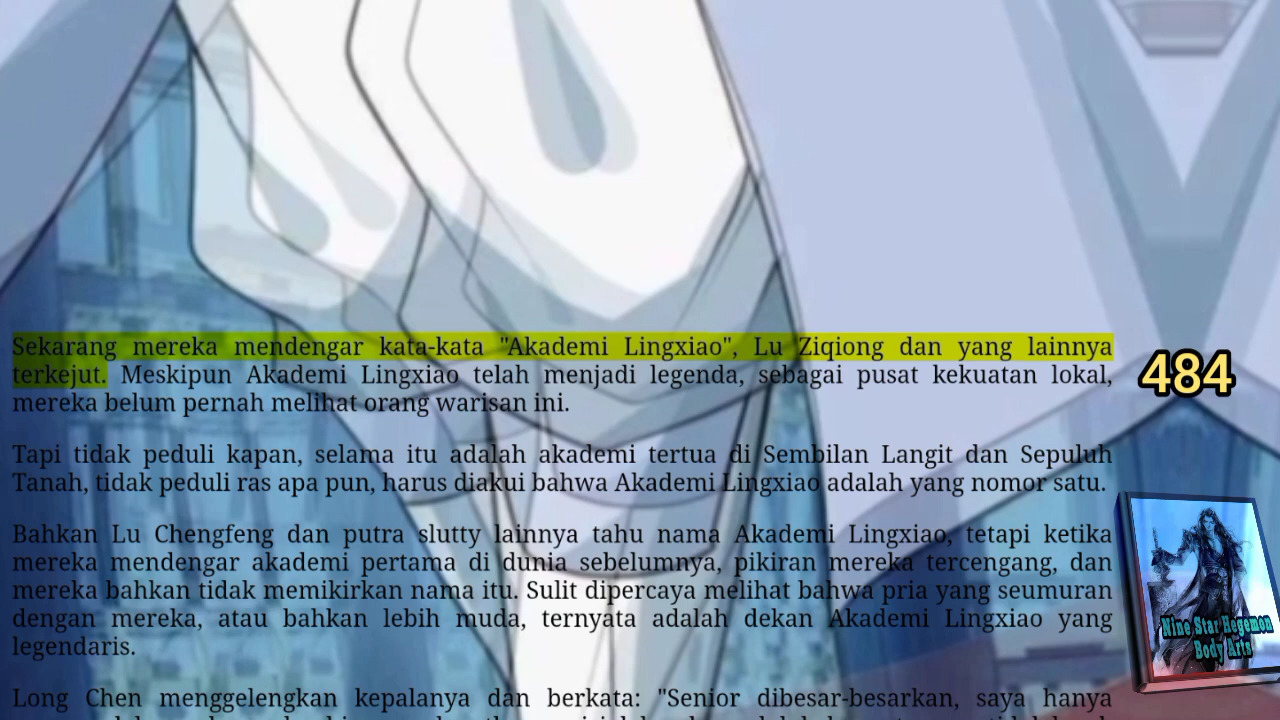 Sekarang mereka mendengar kata-kata "Akademi Lingxiao", Lu Ziqiong dan yang lainnya
terkejut. Meskipun Akademi Lingxiao telah menjadi legenda, sebagai pusat kekuatan lokal,
mereka belum pernah melihat orang warisan ini.
Tapi tidak peduli kapan, selama itu adalah akademi tertua di Sembilan Langit dan Sepuluh
Tanah, tidak peduli ras apa pun, harus diakui bahwa Akademi Lingxiao adalah yang nomor satu.
Bahkan Lu Chengfeng dan putra slutty lainnya tahu nama Akademi Lingxiao, tetapi ketika
mereka mendengar akademi pertama di dunia sebelumnya, pikiran mereka tercengang, dan
mereka bahkan tidak memikirkan nama itu. Sulit dipercaya melihat bahwa pria yang seumuran
dengan mereka, atau bahkan lebih muda, ternyata adalah dekan Akademi Lingxiao yang
legendaris.
Long Chen menggelengkan kepalanya dan berkata: "Senior dibesar-besarkan, saya hanya
484
Nine Star Hegemon
Body Arts